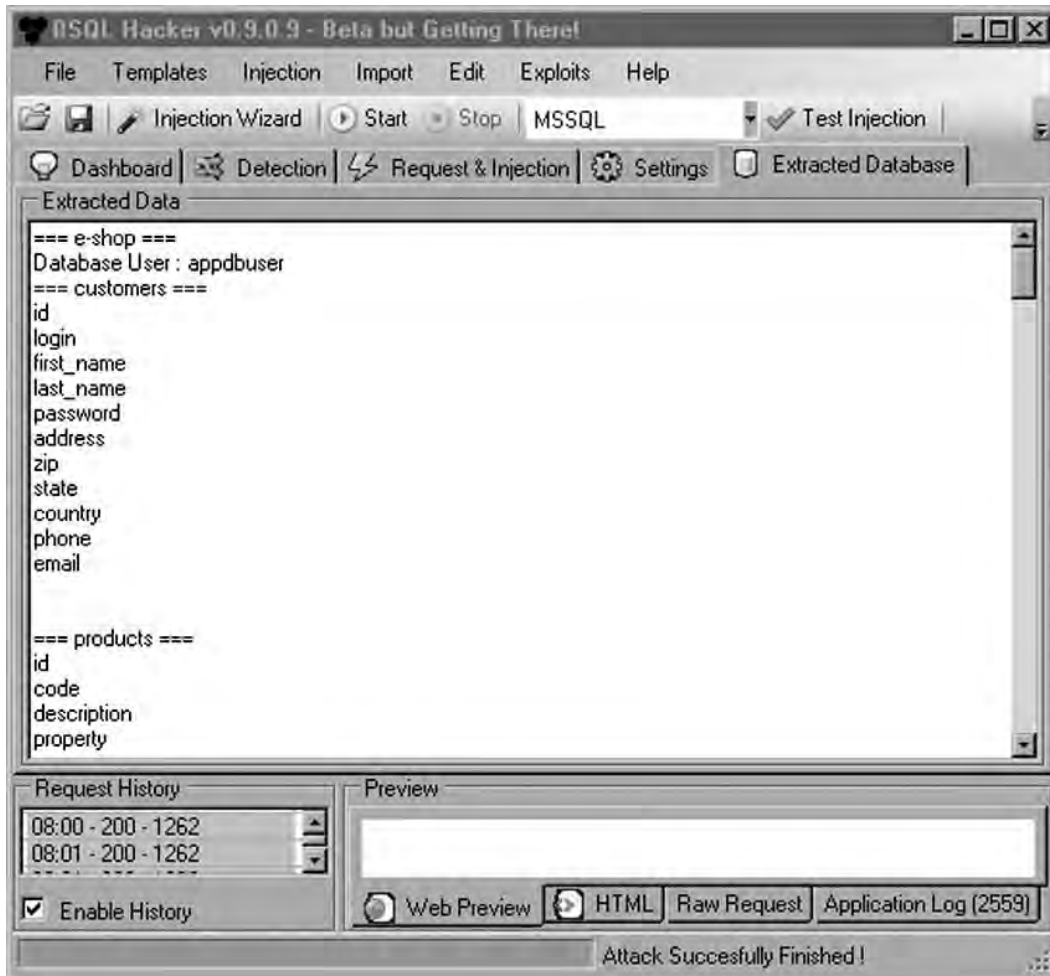 BSQL Hacker v0.9.0.9 - Beta but Getting There!
File Templates Injection Import Edit Exploits Help
Injection Wizard Start Stop MSSQL Test Injection
Dashboard Detection Request & Injection Settings Extracted Database
Extracted Data
=== e-shop ===
Database User : appdbuser
=== customers ===
id
login
first_name
last_name
password
address
zip
state
country
phone
email
=== products ===
id
code
description
property
Request History
08:00 - 200 - 1262
08:01 - 200 - 1262
Enable History
Preview
Web Preview HTML Raw Request Application Log (2559)
Attack Succesfully Finished !